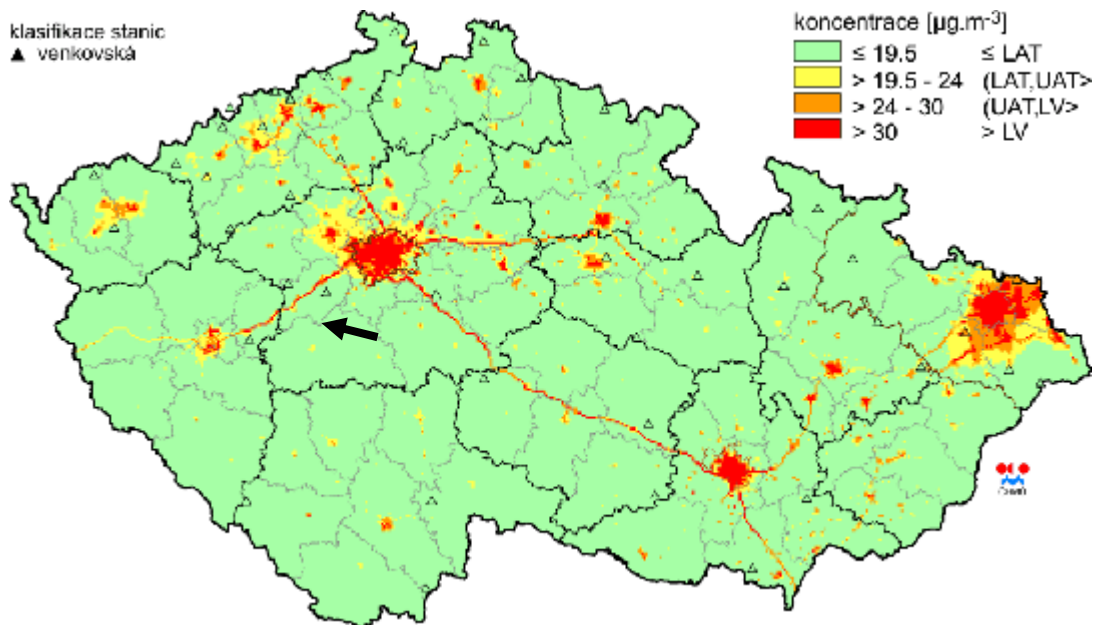 klasifikace stanic
▲ venkovská
koncentrace [µg.m-3]
≤ 19.5 ≤ LAT
> 19.5 - 24 (LAT,UAT>
> 24 - 30 (UAT,LV>
> 30 > LV